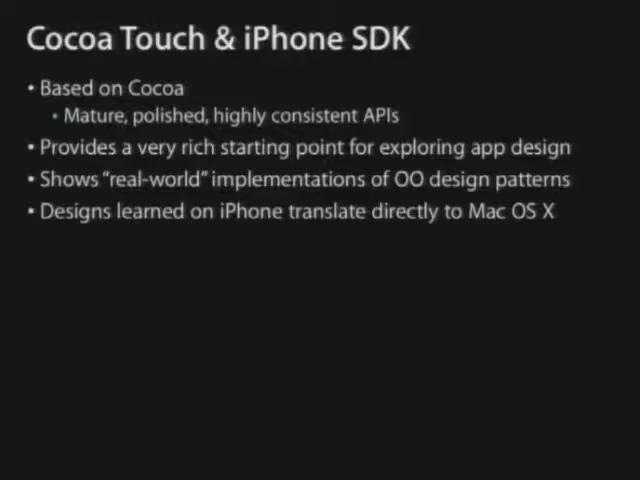 Cocoa Touch & iPhone SDK
• Based on Cocoa
• Mature, polished, highly consistent APIs
• Provides a very rich starting point for exploring app design
• Shows “real-world” implementations of OO design patterns
• Designs learned on iPhone translate directly to Mac OS X